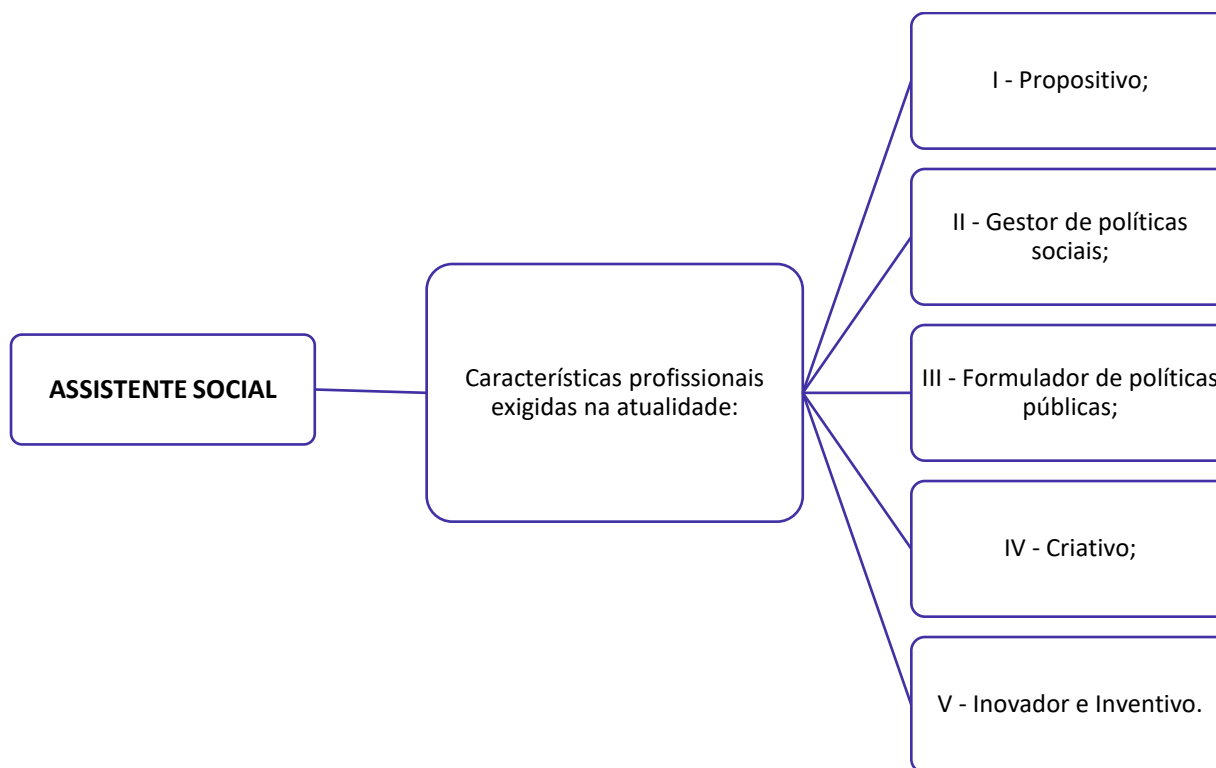 ASSISTENTE SOCIAL
Características profissionais
exigidas na atualidade:
I - Propositivo;
II - Gestor de políticas
sociais;
III - Formulador de políticas
públicas;
IV - Criativo;
V - Inovador e Inventivo.